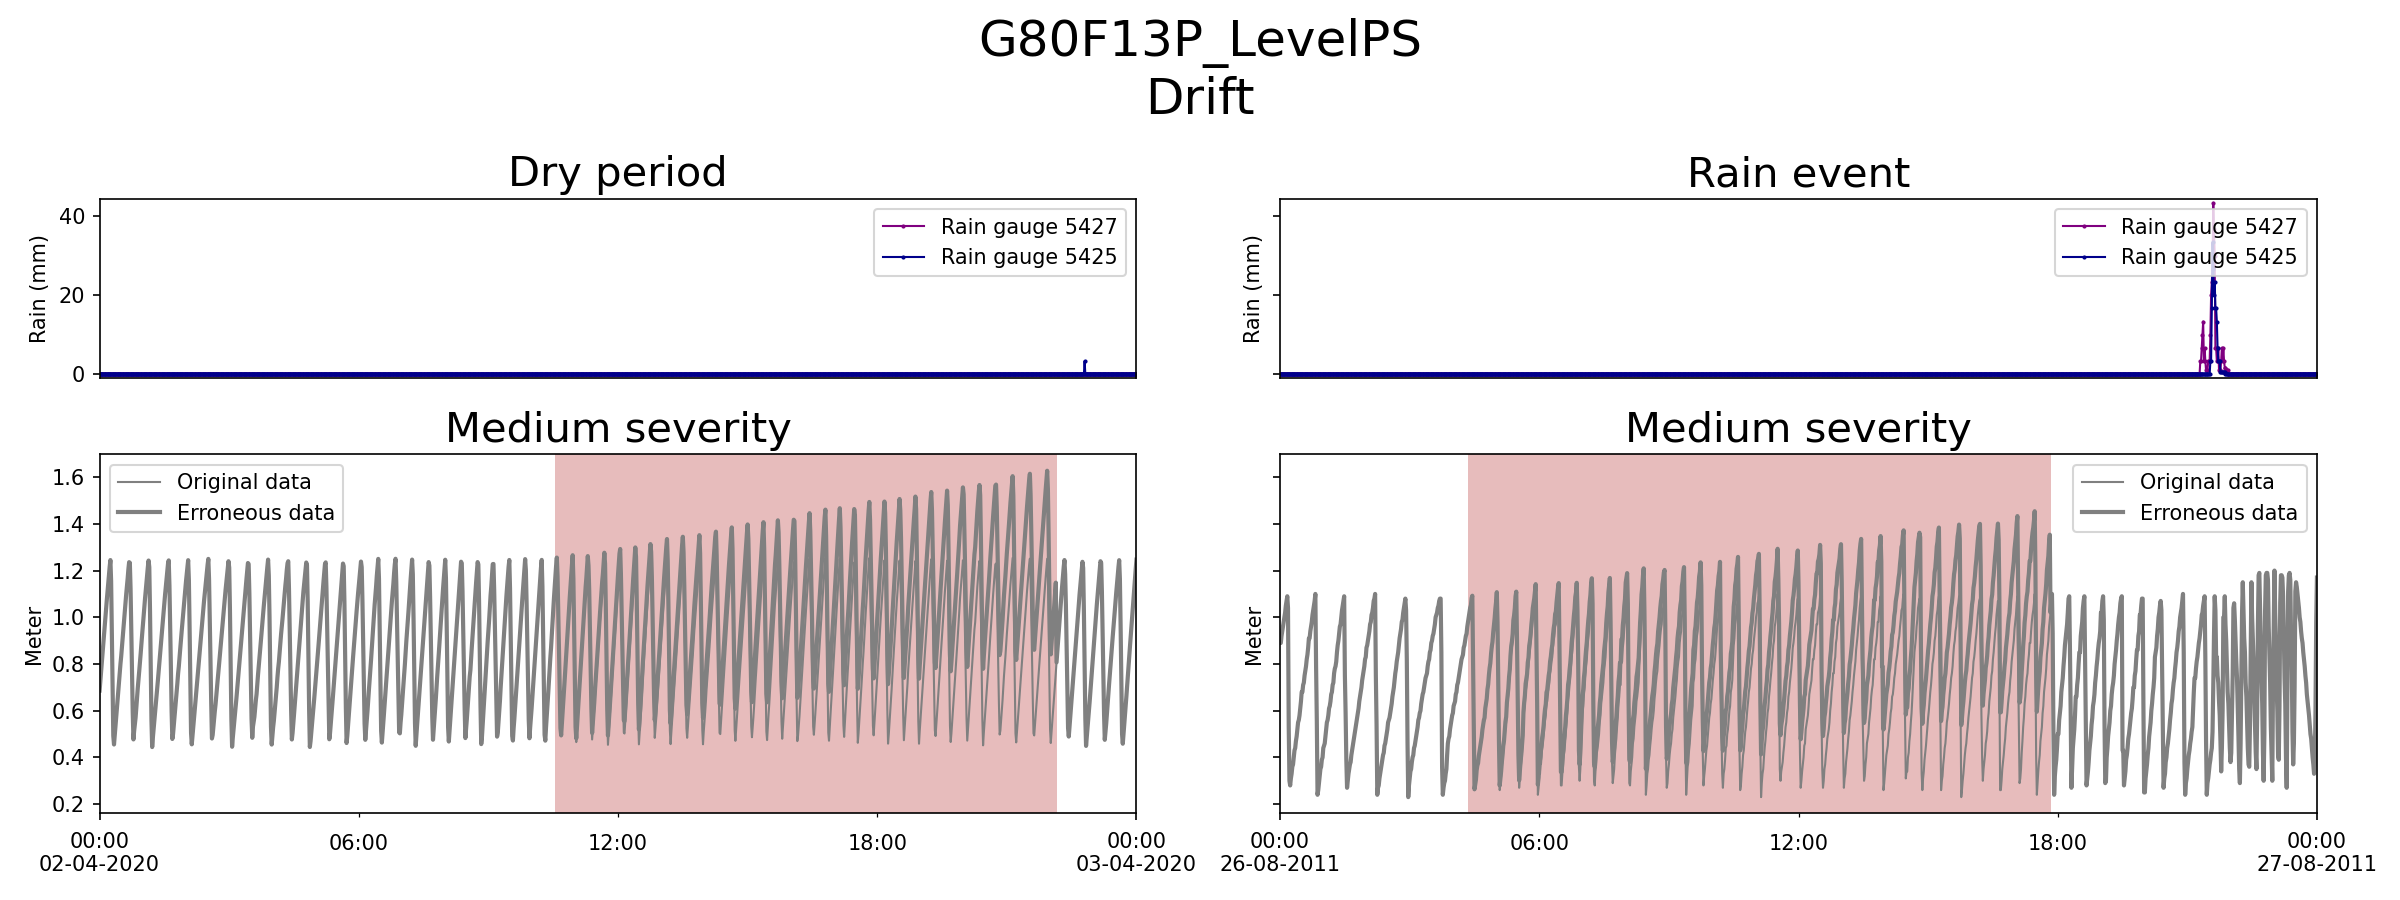 G80F13P_LevelPS
Drift
Dry period
Rain event
40
20
0
Rain (mm)
Rain gauge 5427
Rain gauge 5425
Rain (mm)
Rain gauge 5427
Rain gauge 5425
Medium severity
Medium severity
1.6
1.4
1.2
1.0
0.8
0.6
0.4
0.2
Meter
Original data
Erroneous data
Meter
Original data
Erroneous data
00:00
02-04-2020
06:00
12:00
18:00
00:00
03-04-2020
00:00
26-08-2011
06:00
12:00
18:00
00:00
27-08-2011